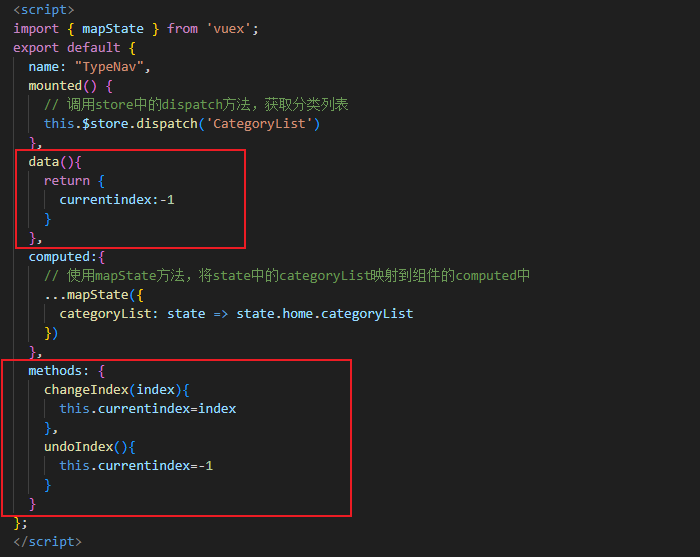 <script>
import { mapState } from 'vuex';
export default {
  name: "TypeNav",
  mounted() {
    // 调用store中的dispatch方法，获取分类列表
    this.$store.dispatch('CategoryList')
  },
  data(){
    return {
      currentindex:-1
    }
  },
  computed:{
    // 使用mapState方法，将state中的categoryList映射到组件的computed中
    ...mapState({
      categoryList: state => state.home.categoryList
    })
  },
  methods: {
    changeIndex(index){
      this.currentindex=index
    },
    undoIndex(){
      this.currentindex=-1
    }
  }
};
</script>